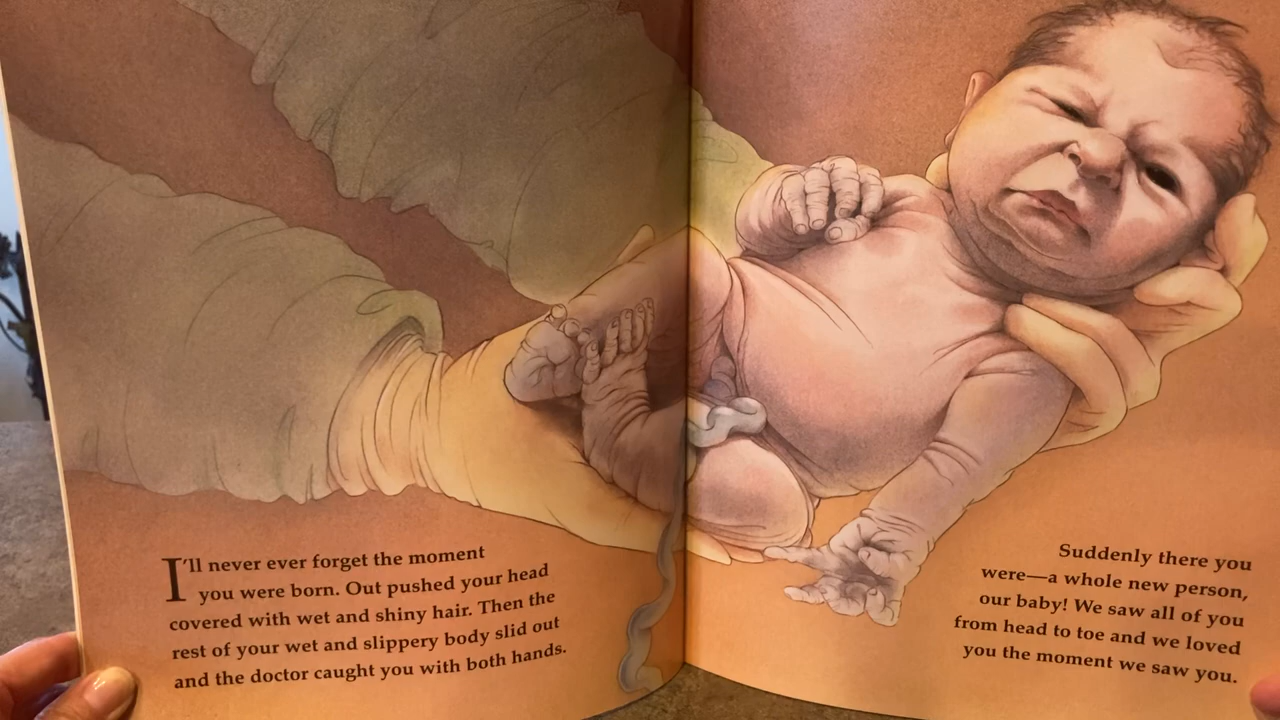 I'll never ever forget the moment
you were born. Out pushed your head
covered with wet and shiny hair. Then the
rest of your wet and slippery body slid out
and the doctor caught you with both hands.
Suddenly there you
were—a whole new person,
our baby! We saw all of you
from head to toe and we loved
you the moment we saw you.